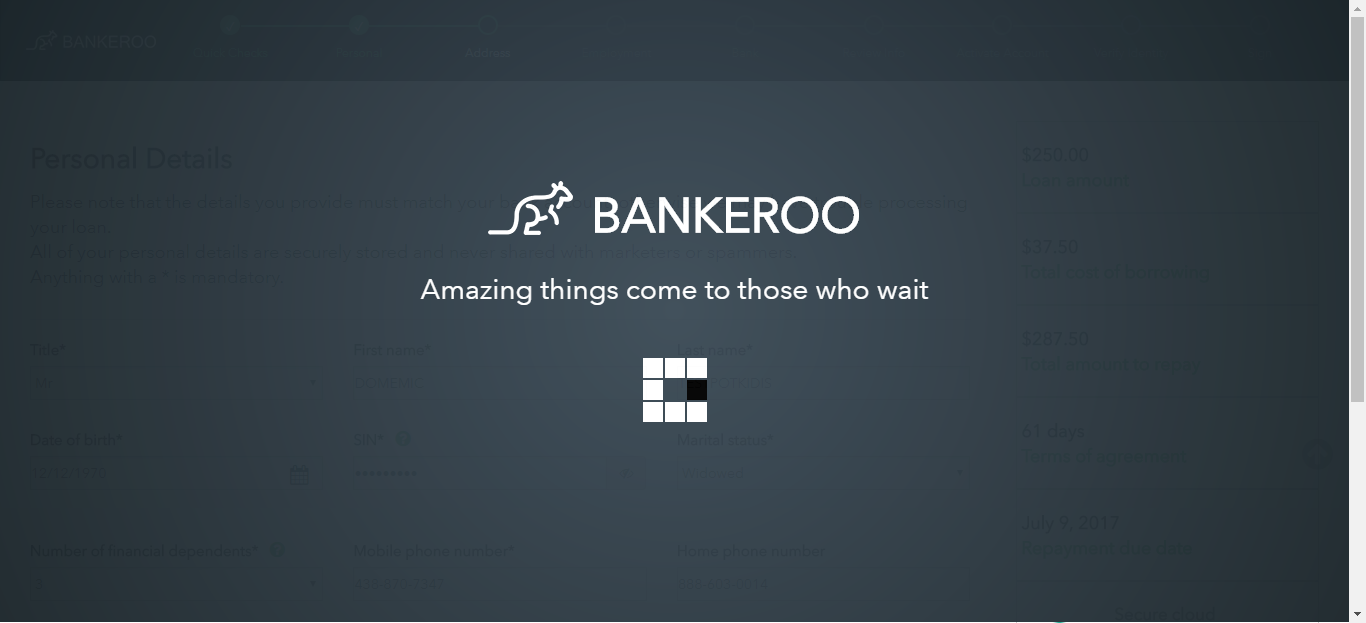 BANKEROO
Address
Personal Details
$250.00
Loan amount
Please note that the details you provide must match your
processing
your loan.
All of your personal details are securely stored and never shared with marketers or spammers.
Anything with a * is mandatory
BANKEROO
Amazing things come to those who wait
$37.50
Total cost of borrowing
$287.50
Total amount to repay
Title* First name* Last name*
Date of birth* SIN* Marital status*
61 days
Terms of agreement
July 9, 2017
Repayment due date
Number of financial dependents* Mobile phone number* Home phone number
Secure cloud